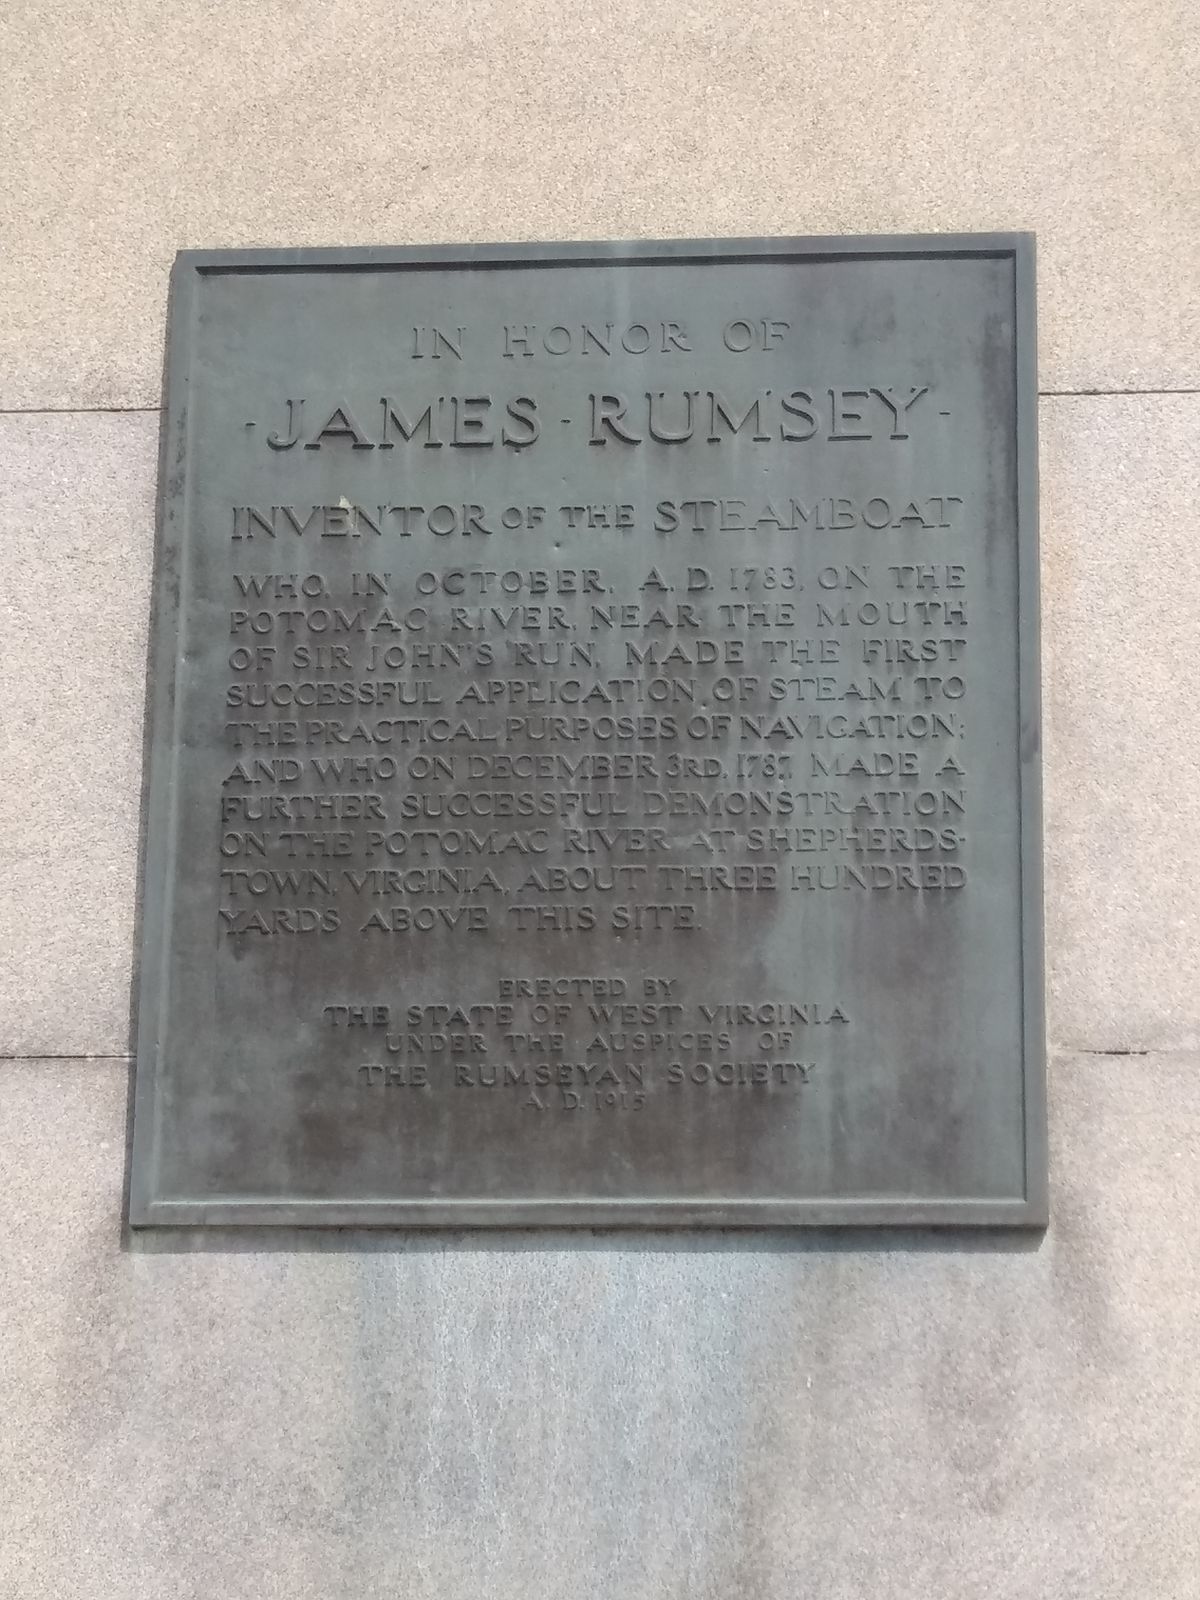 IN HONOR OF
· JAMES · RUMSEY ·
INVENTOR OF THE STEAMBOAT
WHO, IN OCTOBER, A. D. 1783, ON THE
POTOMAC RIVER, NEAR THE MOUTH
OF SIR JOHN'S RUN, MADE THE FIRST
SUCCESSFUL APPLICATION OF STEAM TO
THE PRACTICAL PURPOSES OF NAVIGATION;
AND WHO ON DECEMBER 3RD, 1787, MADE A
FURTHER SUCCESSFUL DEMONSTRATION
ON THE POTOMAC RIVER AT SHEPHERDS-
TOWN, VIRGINIA, ABOUT THREE HUNDRED
YARDS ABOVE THIS SITE.
ERECTED BY
THE STATE OF WEST VIRGINIA
UNDER THE AUSPICES OF
THE RUMSEYAN SOCIETY
A. D. 1915